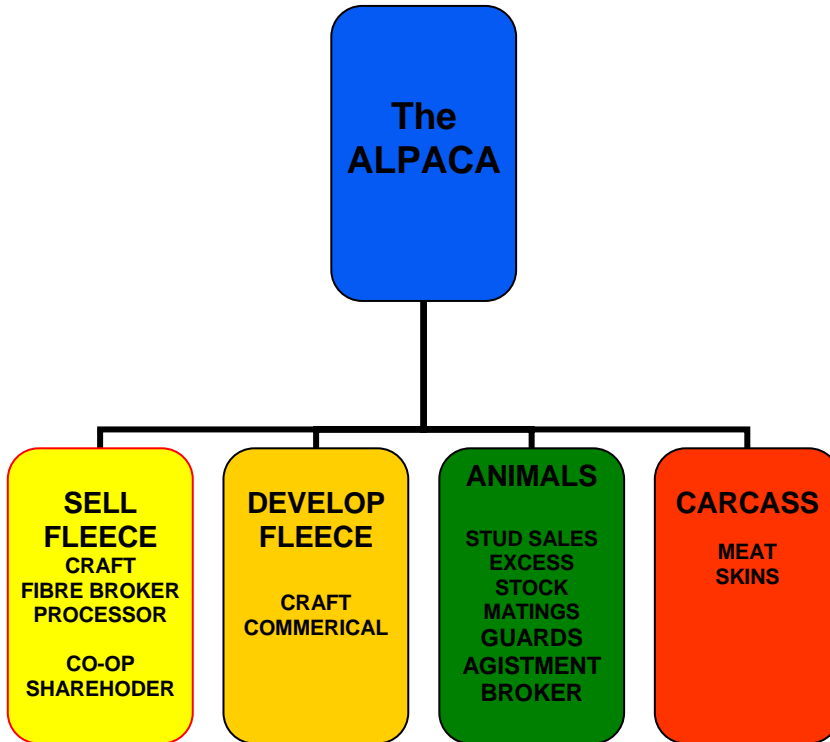 The
ALPACA
SELL
FLEECE
CRAFT
FIBRE BROKER
PROCESSOR
CO-OP
SHAREHODER
DEVELOP
FLEECE
CRAFT
COMMERICAL
ANIMALS
STUD SALES
EXCESS
STOCK
MATINGS
GUARDS
AGISTMENT
BROKER
CARCASS
MEAT
SKINS